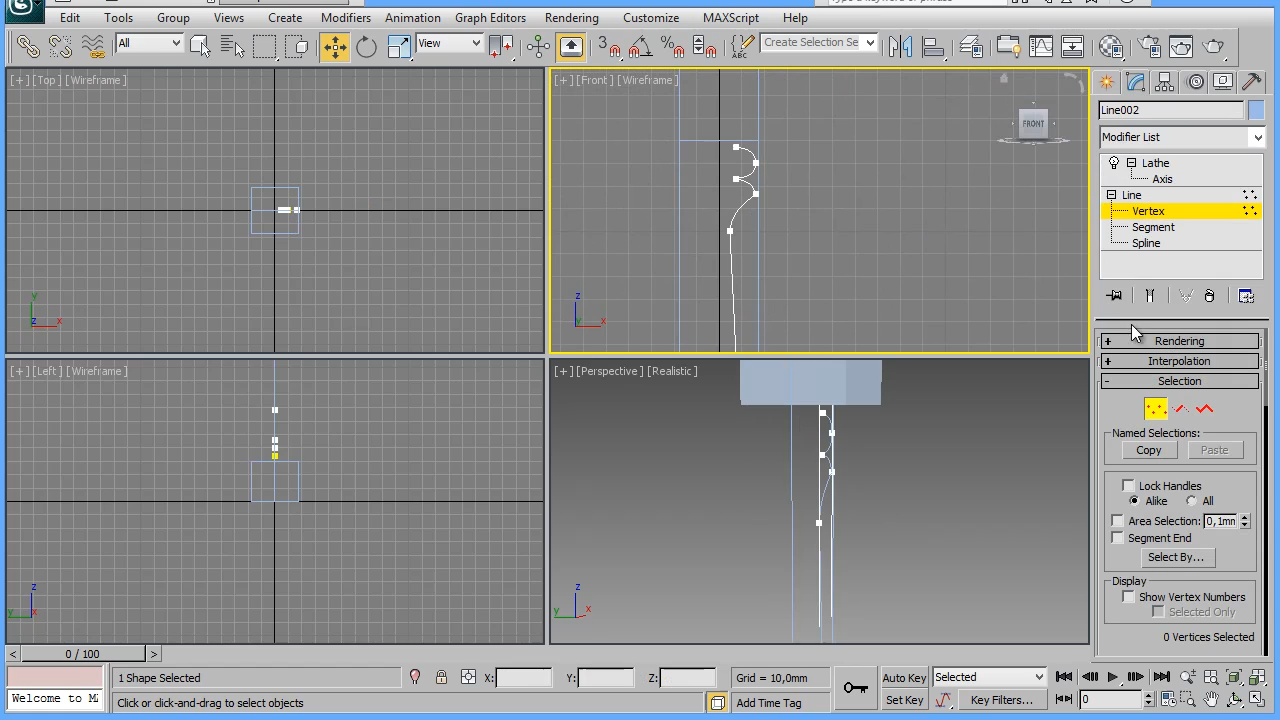 Edit Tools Group Views Create Modifiers Animation Graph Editors Rendering Customize MAXScript Help
All
View
3
%
ABC
Create Selection Se
[+][Top][Wireframe]
[+][Front][Wireframe]
FRONT
y
z x
z
y x
[+][Left][Wireframe]
[+][Perspective][Realistic]
z
y x
z
y x
Line002
Modifier List
Lathe
Axis
Line
Vertex
Segment
Spline
+ Rendering
+ Interpolation
- Selection
Named Selections:
Copy Paste
Lock Handles
Alike All
Area Selection: 0,1mm
Segment End
Select By...
Display
Show Vertex Numbers
Selected Only
0 Vertices Selected
< 0 / 100 >
1 Shape Selected X: Y: Z: Grid = 10,0mm Auto Key Selected
Welcome to Click or click-and-drag to select objects Add Time Tag Set Key Key Filters... 0